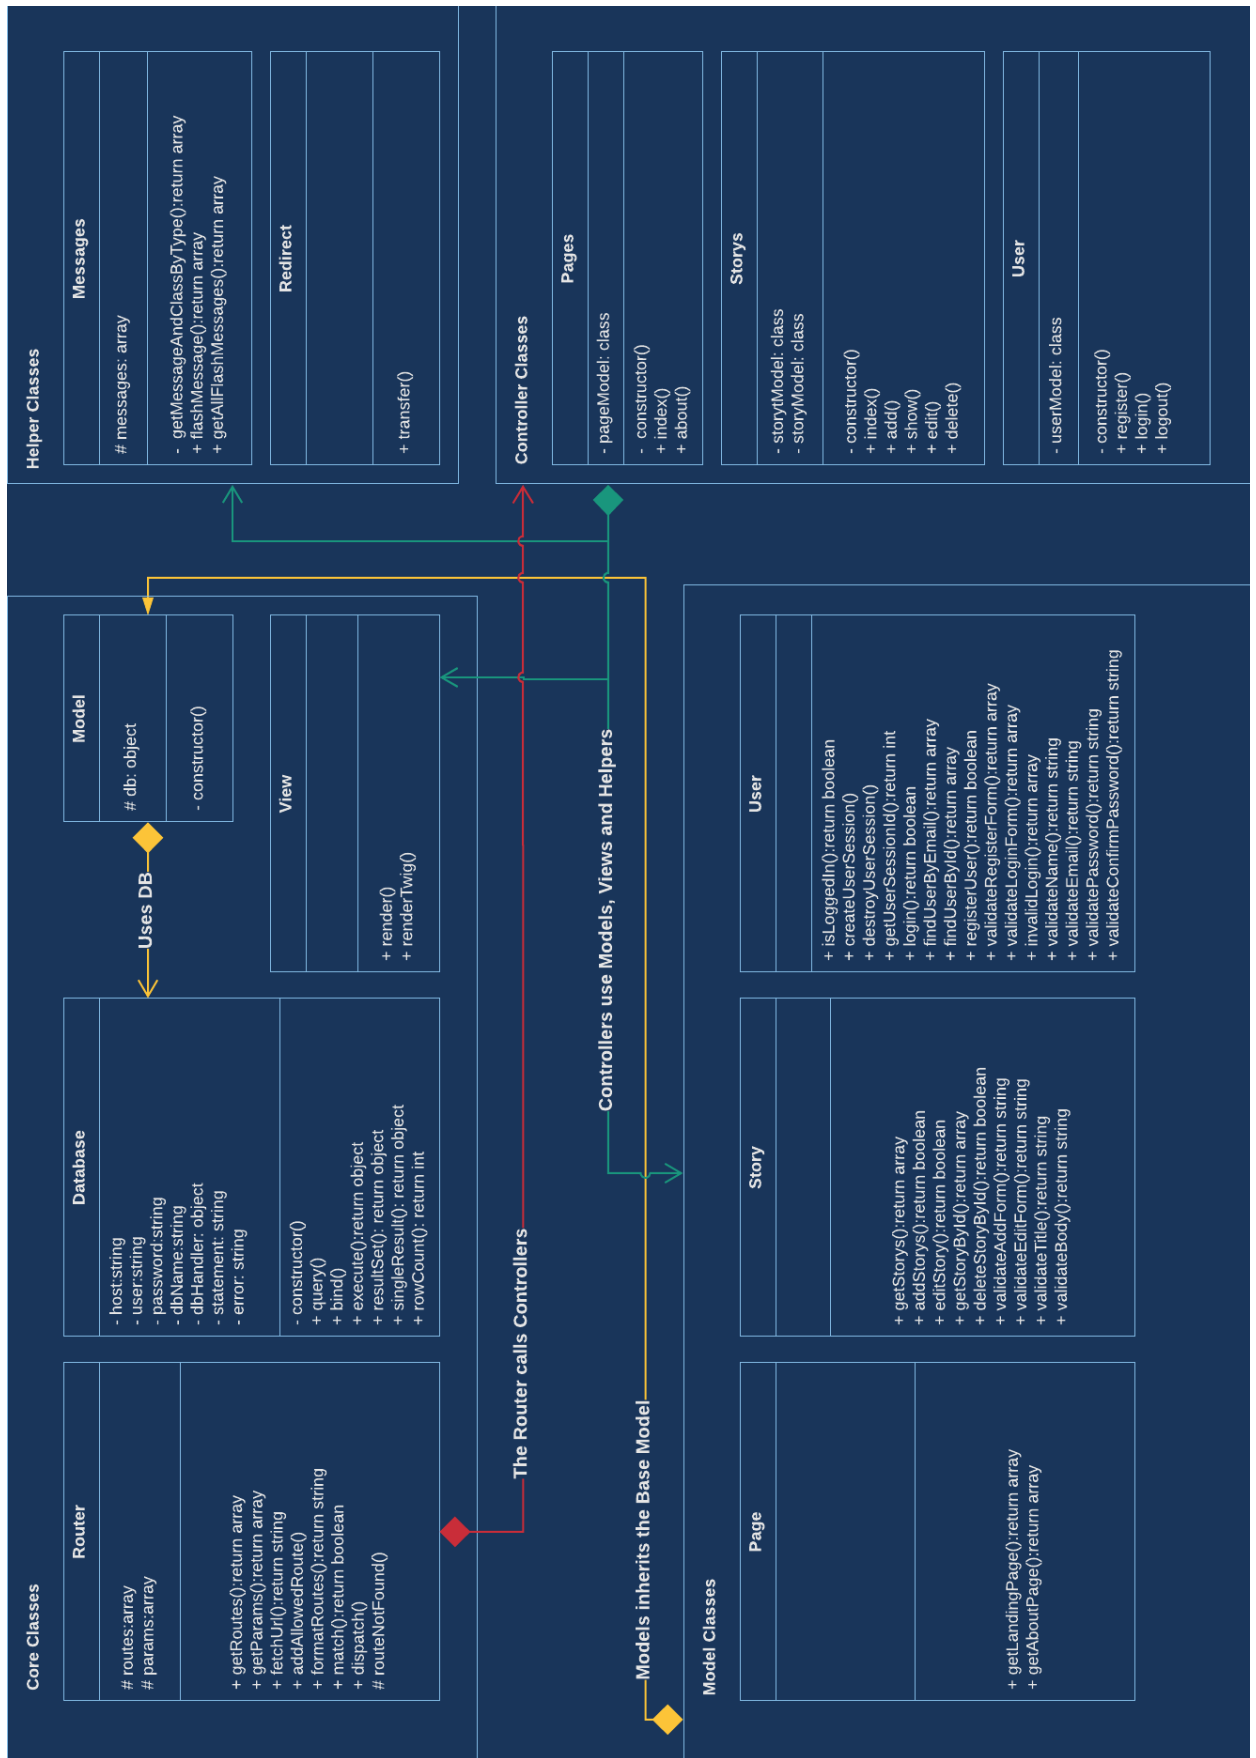 Core Classes
Router
# routes:array
# params:array
+ getRoutes():return array
+ getParams():return array
+ fetchUrl():return string
+ addAllowedRoute()
+ formatRoutes():return string
+ match():return boolean
+ dispatch()
# routeNotFound()
Database
- host:string
- user:string
- password:string
- dbName:string
- dbHandler: object
- statement: string
- error: string
- constructor()
+ query()
+ bind()
+ execute():return object
+ resultSet(): return object
+ singleResult(): return object
+ rowCount(): return int
Uses DB
Model
# db: object
- constructor()
View
+ render()
+ renderTwig()
Helper Classes
Messages
# messages: array
- getMessageAndClassByType():return array
+ flashMessage():return array
+ getAllFlashMessages():return array
Redirect
+ transfer()
The Router calls Controllers
Controllers use Models, Views and Helpers
Models inherits the Base Model
Controller Classes
Pages
- pageModel: class
- constructor()
+ index()
+ about()
Storys
- storytModel: class
- storyModel: class
- constructor()
+ index()
+ add()
+ show()
+ edit()
+ delete()
User
- userModel: class
- constructor()
+ register()
+ login()
+ logout()
Model Classes
Page
+ getLandingPage():return array
+ getAboutPage():return array
Story
+ getStorys():return array
+ addStorys():return boolean
+ editStory():return boolean
+ getStoryById():return array
+ deleteStoryById():return boolean
+ validateAddForm():return string
+ validateEditForm():return string
+ validateTitle():return string
+ validateBody():return string
User
+ isLoggedIn():return boolean
+ createUserSession()
+ destroyUserSession()
+ getUserSessionId():return int
+ login():return boolean
+ findUserByEmail():return array
+ findUserById():return array
+ registerUser():return boolean
+ validateRegisterForm():return array
+ validateLoginForm():return array
+ invalidLogin():return array
+ validateName():return string
+ validateEmail():return string
+ validatePassword():return string
+ validateConfirmPassword():return string